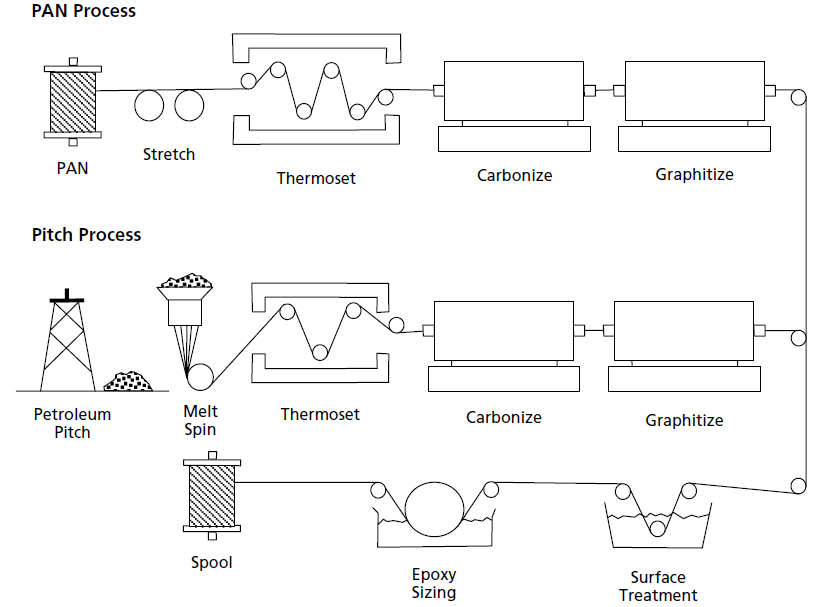 PAN Process
PAN
Stretch
Thermoset
Carbonize
Graphitize
Pitch Process
Petroleum
Pitch
Melt
Spin
Thermoset
Carbonize
Graphitize
Spool
Epoxy
Sizing
Surface
Treatment